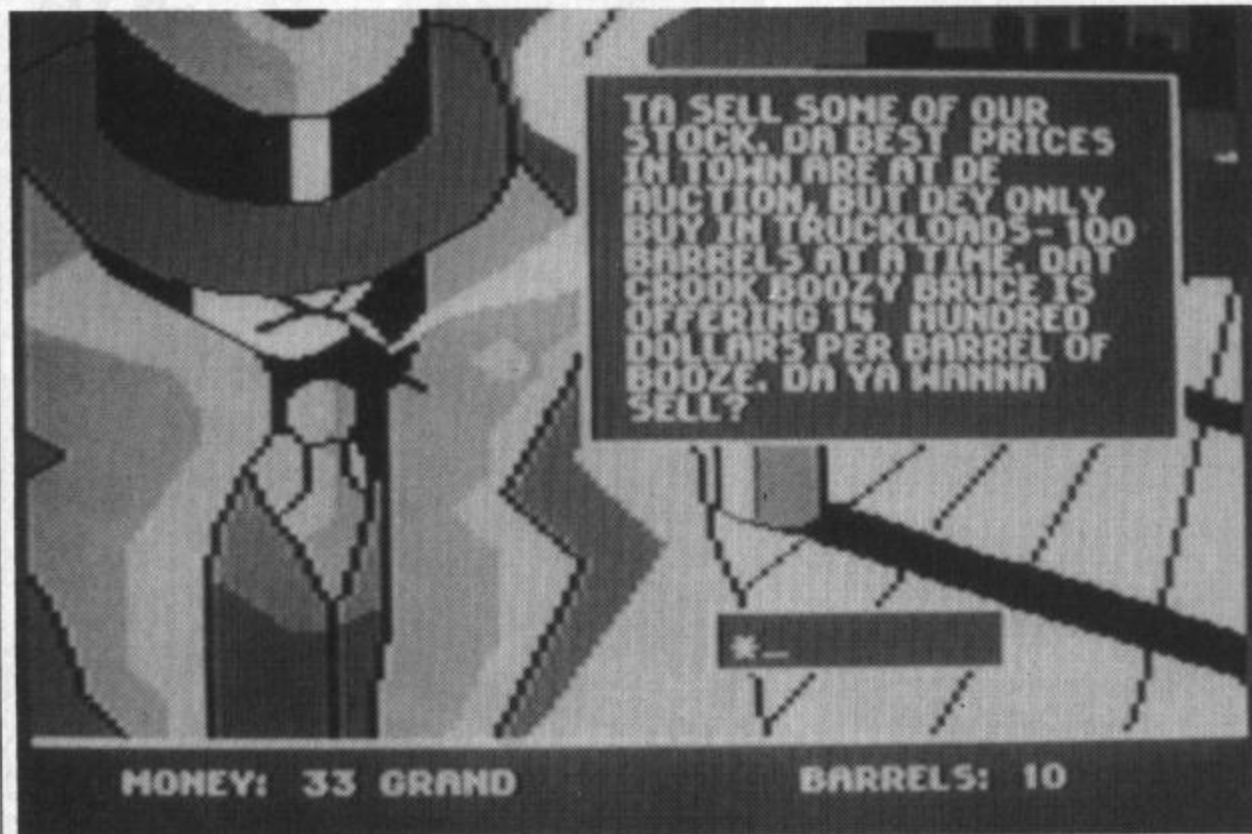 TA SELL SOME OF OUR
STOCK. DA BEST PRICES
IN TOWN ARE AT DE
AUCTION, BUT DEY ONLY
BUY IN TRUCKLOADS- 100
BARRELS AT A TIME. DAT
CROOK BOOZY BRUCE IS
OFFERING 14 HUNDRED
DOLLARS PER BARREL OF
BOOZE. DA YA WANNA
SELL?
*_
MONEY: 33 GRAND
BARRELS: 10